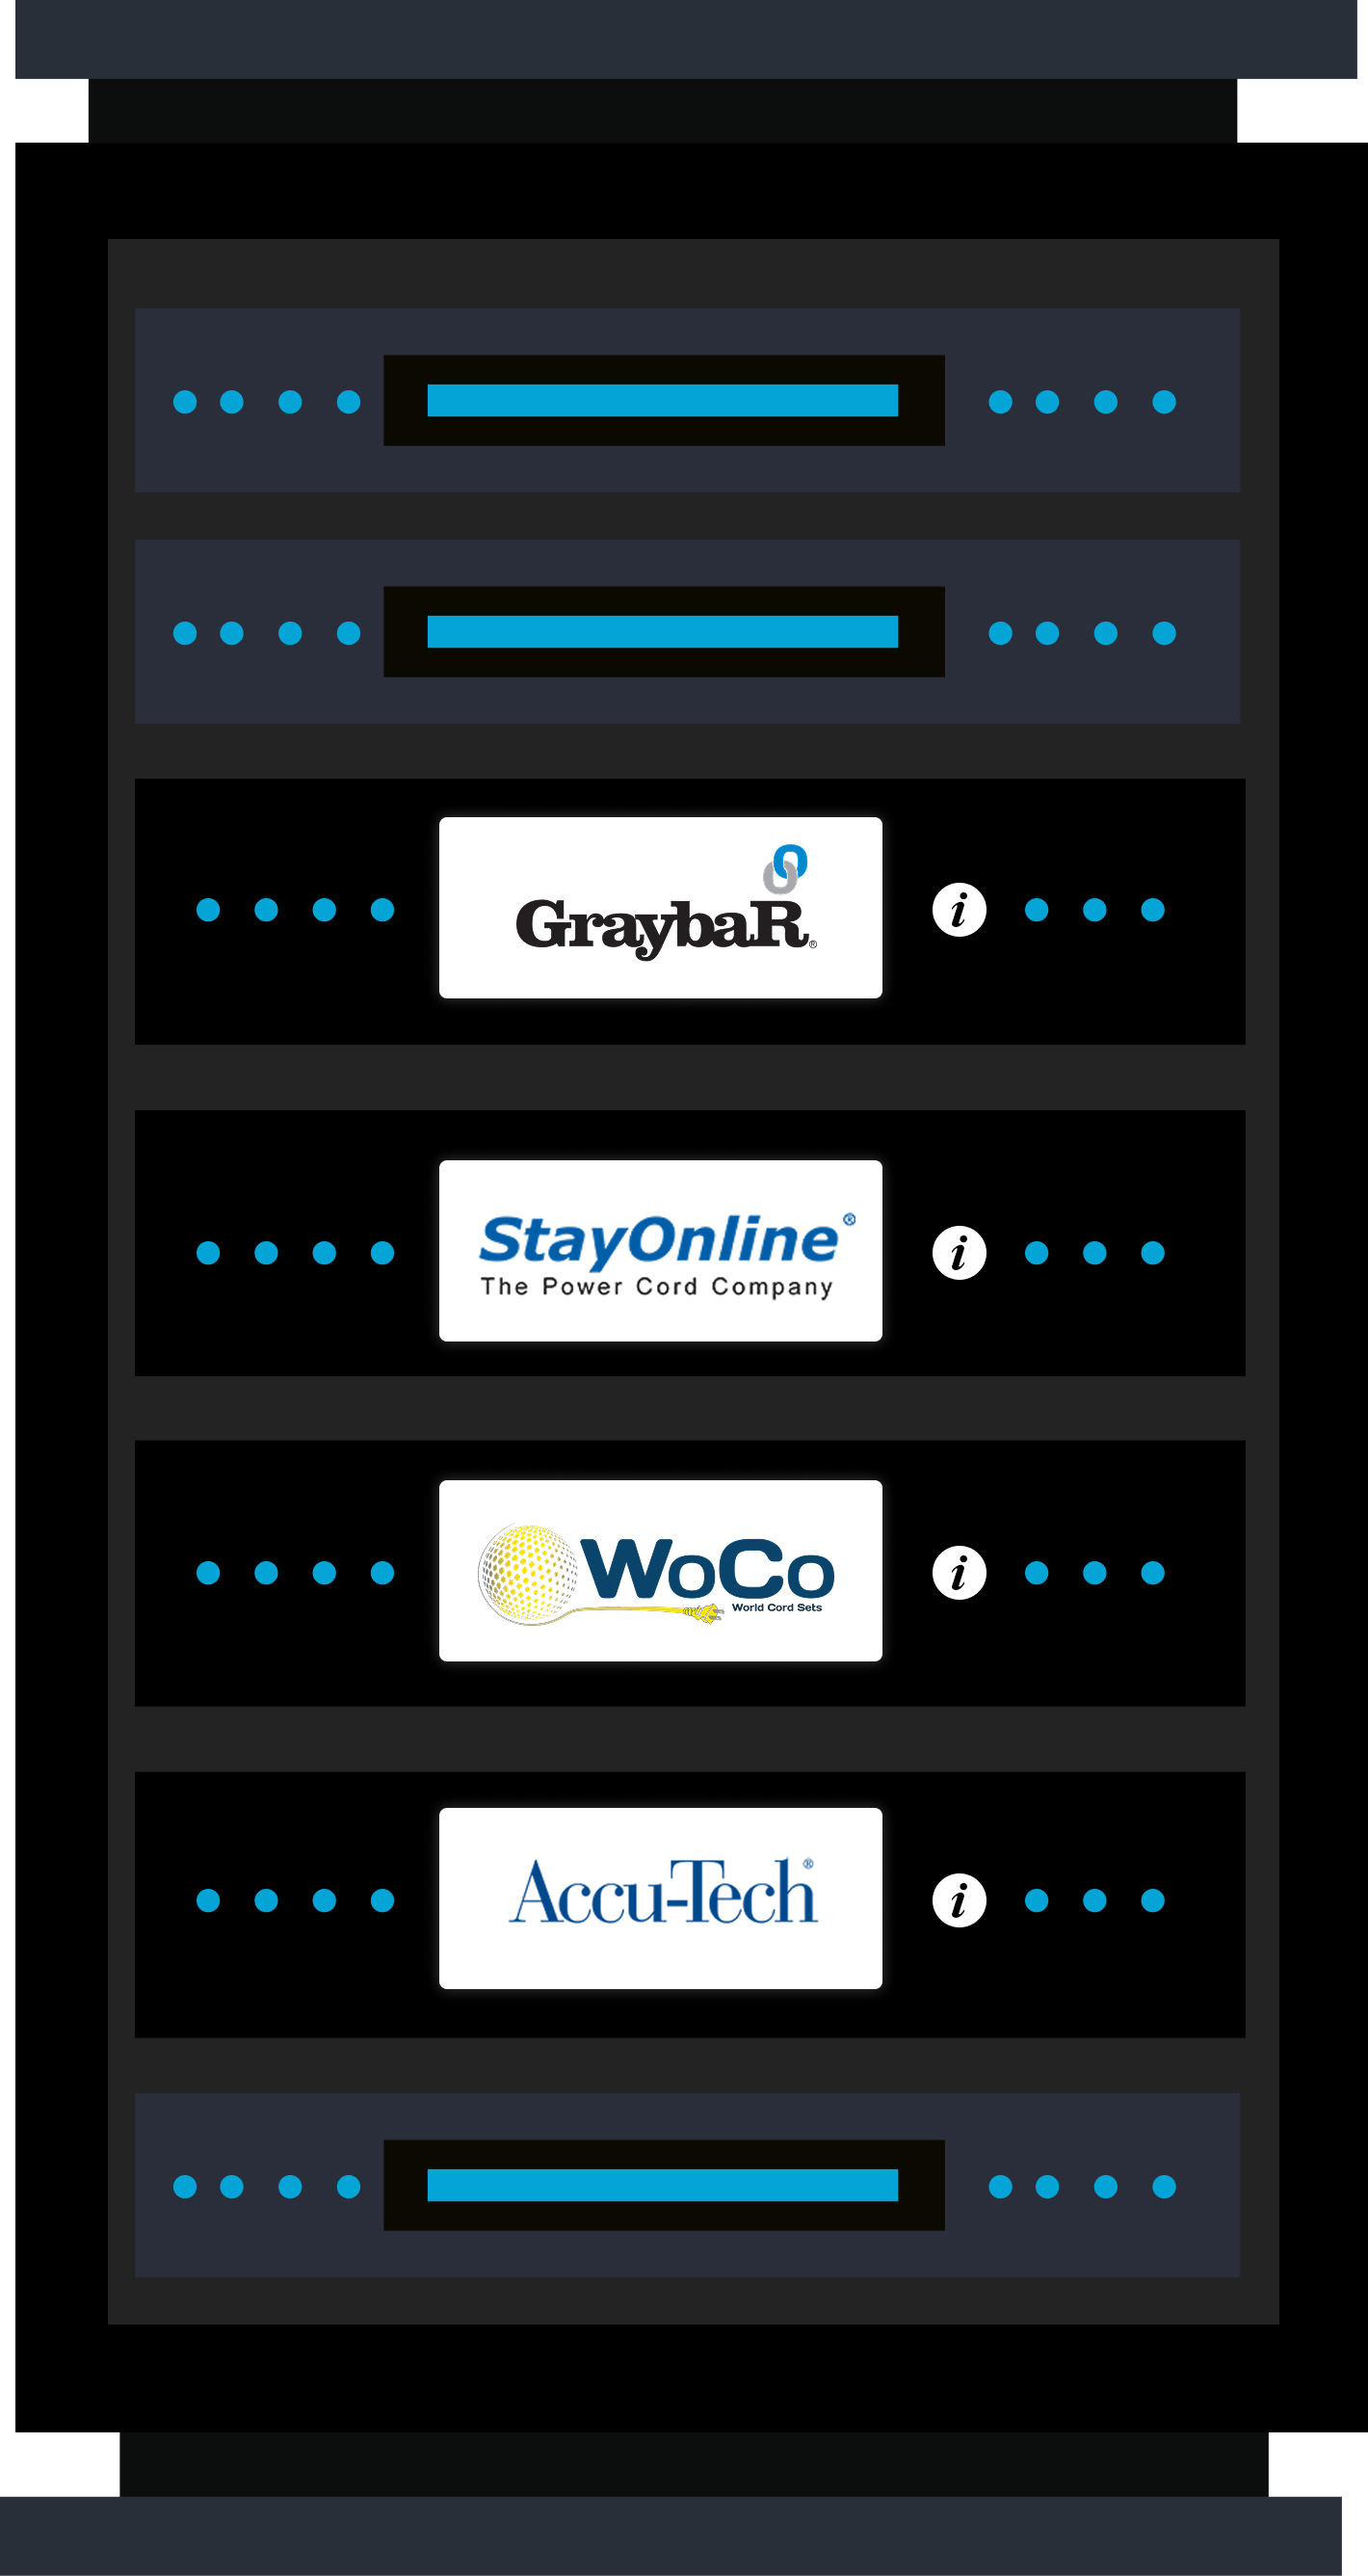 GraybaR®
i
StayOnline®
The Power Cord Company
i
WoCo
World Cord Sets
i
Accu-Tech®
i